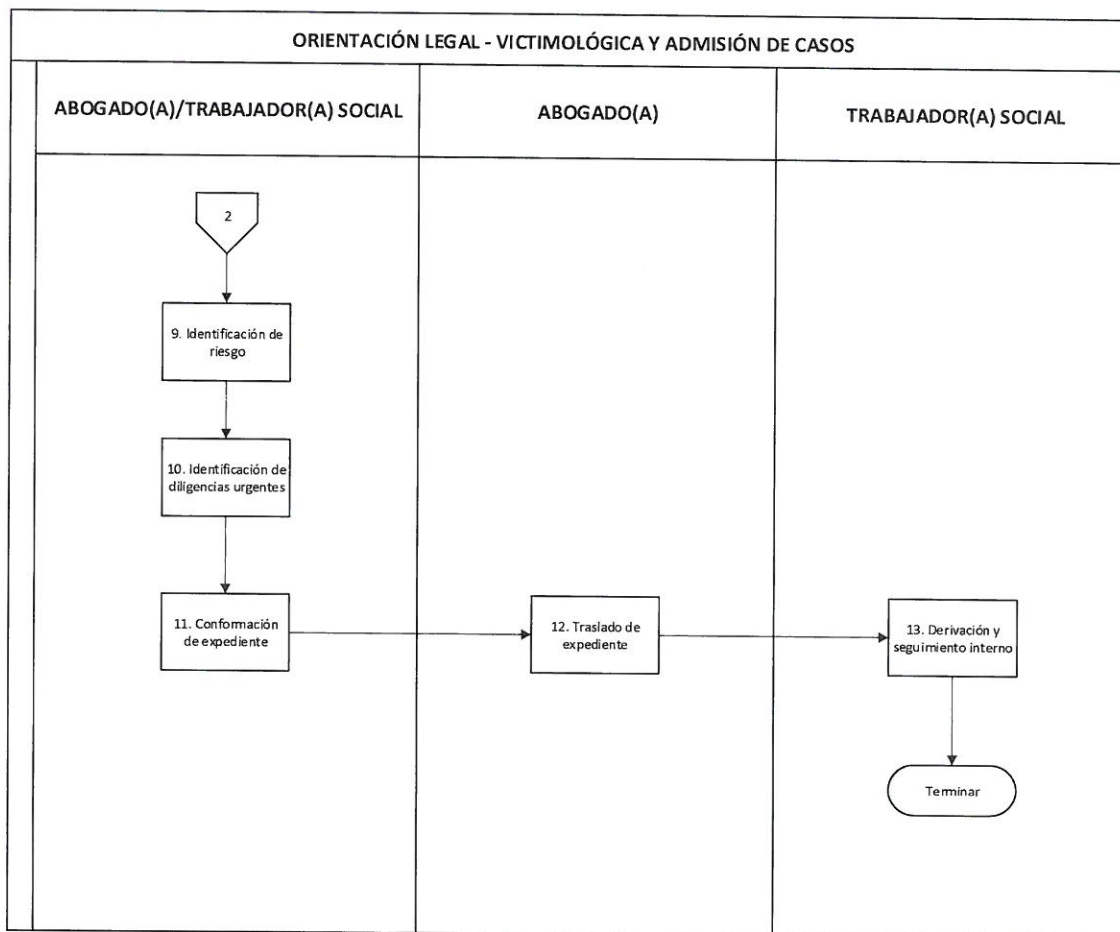 ORIENTACIÓN LEGAL - VICTIMOLÓGICA Y ADMISIÓN DE CASOS
ABOGADO(A)/TRABAJADOR(A) SOCIAL
ABOGADO(A)
TRABAJADOR(A) SOCIAL
2
9. Identificación de
riesgo
10. Identificación de
diligencias urgentes
11. Conformación
de expediente
12. Traslado de
expediente
13. Derivación y
seguimiento interno
Terminar